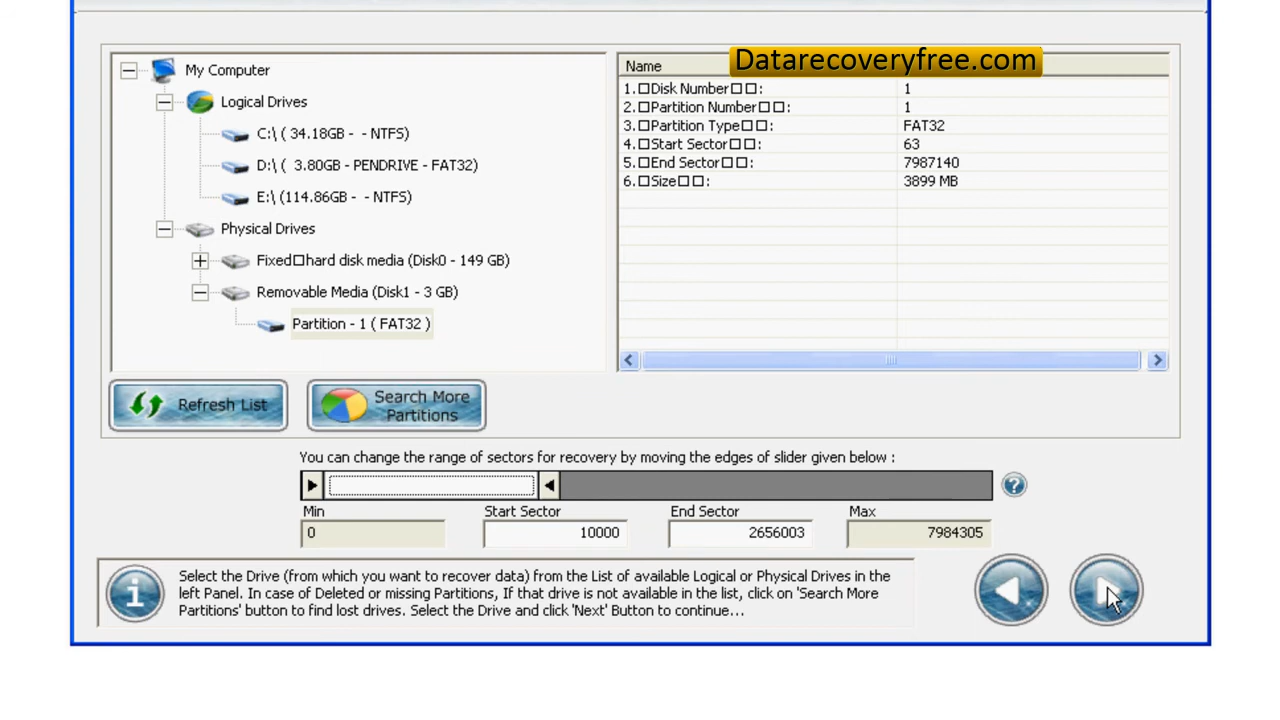 Datarecoveryfree.com
My Computer
Logical Drives
C:\ ( 34.18GB - - NTFS)
D:\ ( 3.80GB - PENDRIVE - FAT32)
E:\ (114.86GB - - NTFS)
Physical Drives
Fixed□hard disk media (Disk0 - 149 GB)
Removable Media (Disk1 - 3 GB)
Partition - 1 ( FAT32 )
Name
1.□Disk Number□□: 1
2.□Partition Number□□: 1
3.□Partition Type□□: FAT32
4.□Start Sector□□: 63
5.□End Sector□□: 7987140
6.□Size□□: 3899 MB
Refresh List
Search More
Partitions
You can change the range of sectors for recovery by moving the edges of slider given below :
Min Start Sector End Sector Max
0 10000 2656003 7984305
Select the Drive (from which you want to recover data) from the List of available Logical or Physical Drives in the
left Panel. In case of Deleted or missing Partitions, If that drive is not available in the list, click on 'Search More
Partitions' button to find lost drives. Select the Drive and click 'Next' Button to continue...